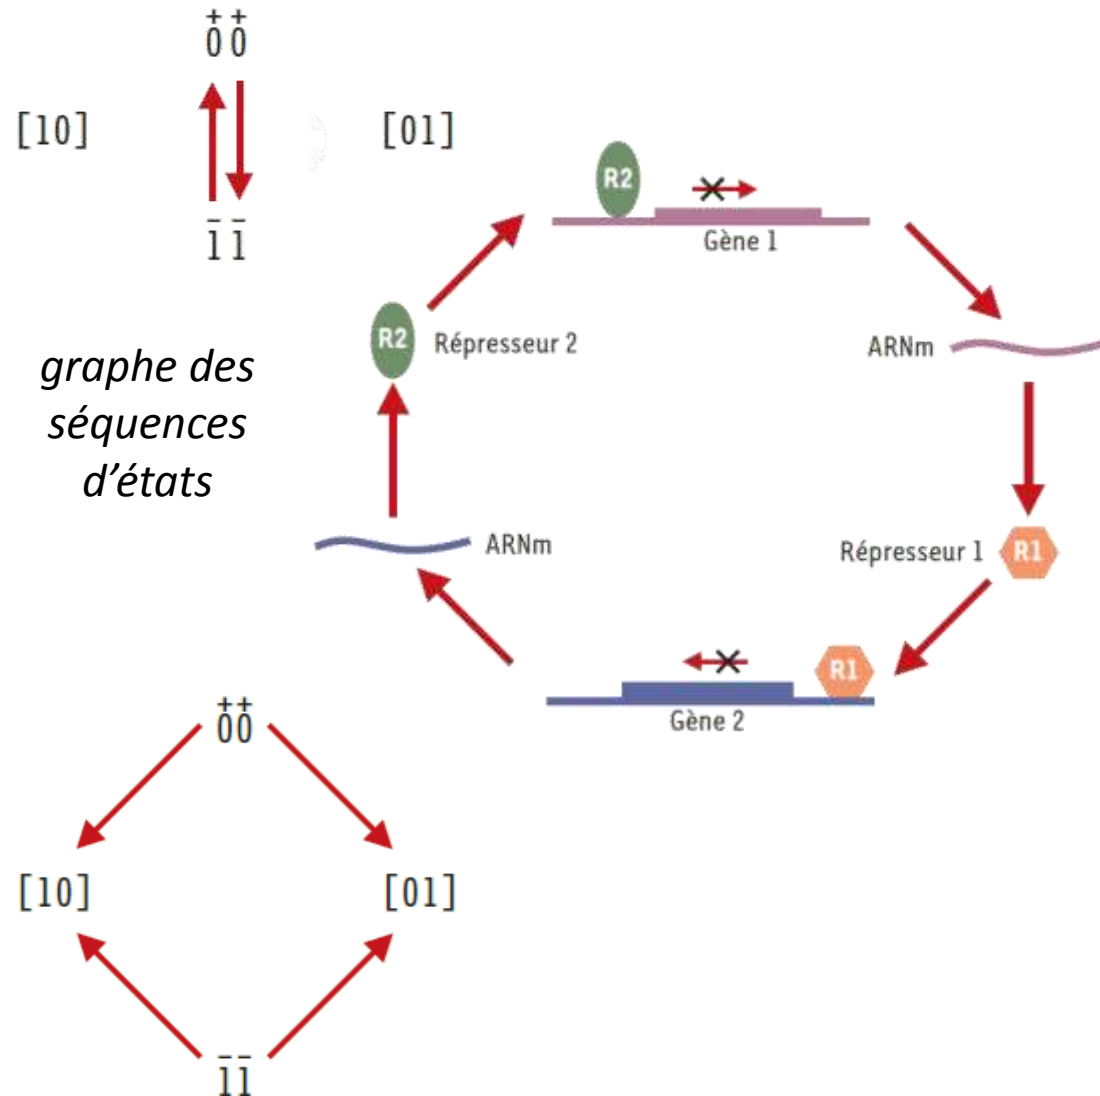 ++
00
[10]
[01]
--
11
R2
Gène 1
R2
Répresseur 2
ARNm
graphe des
séquences
d'états
ARNm
Répresseur 1
R1
R1
Gène 2
++
00
[10]
[01]
--
11